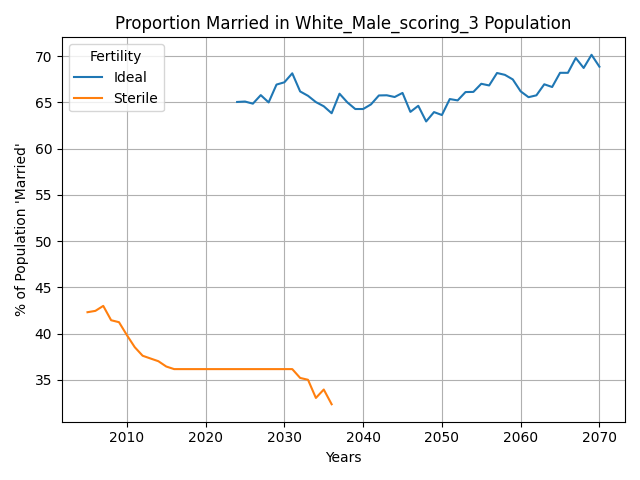 Proportion Married in White_Male_scoring_3 Population
Fertility
Ideal
Sterile
% of Population 'Married'
70
65
60
55
50
45
40
35
2010 2020 2030 2040 2050 2060 2070
Years